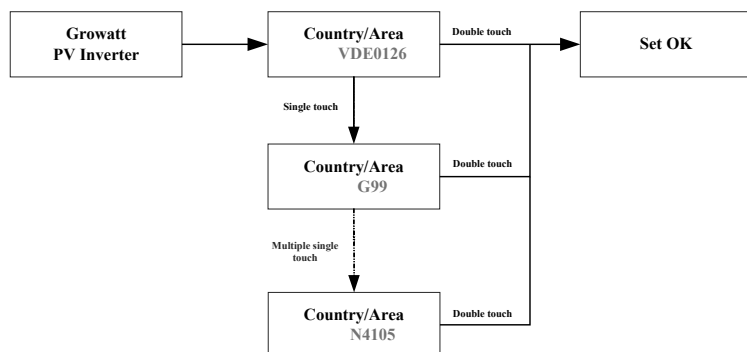 Growatt
PV Inverter
Country/Area
VDE0126
Double touch
Set OK
Single touch
Country/Area
G99
Double touch
Multiple single
touch
Country/Area
N4105
Double touch